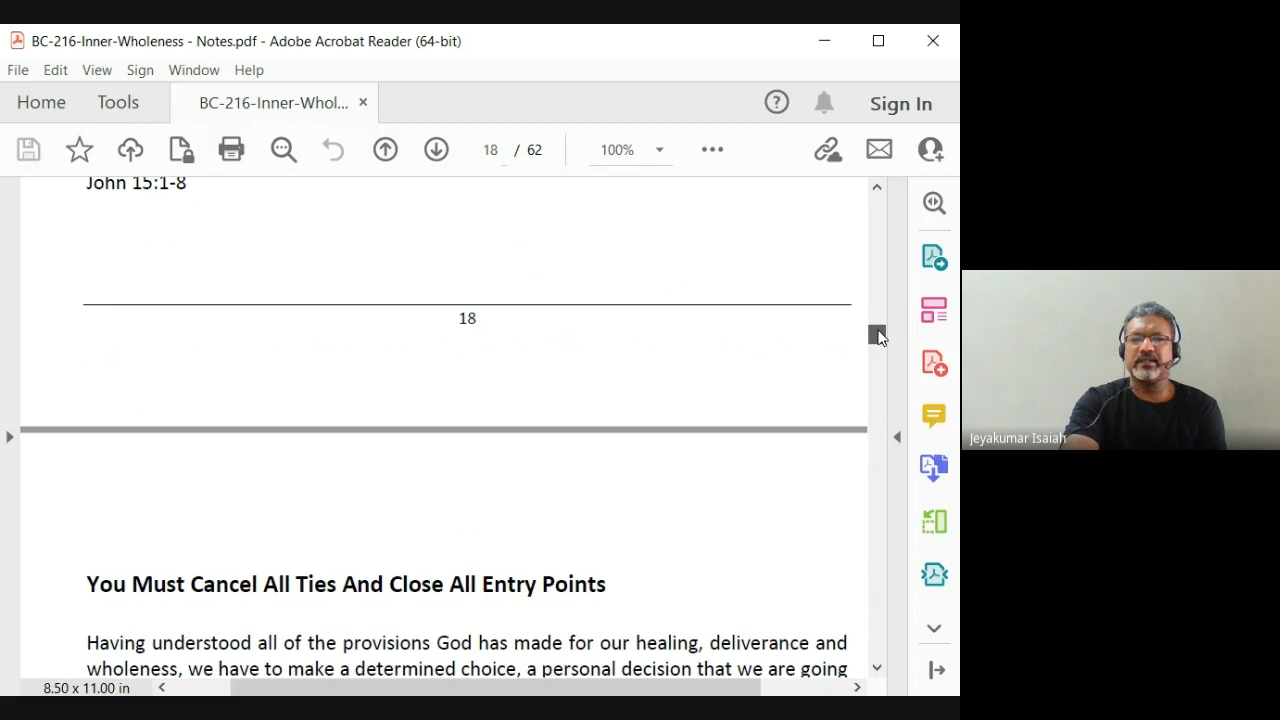 BC-216-Inner-Wholeness - Notes.pdf - Adobe Acrobat Reader (64-bit)
File Edit View Sign Window Help
Home Tools BC-216-Inner-Whol... × Sign In
18 / 62 100%
John 15:1-8
18
You Must Cancel All Ties And Close All Entry Points
Having understood all of the provisions God has made for our healing, deliverance and
wholeness, we have to make a determined choice, a personal decision that we are going
8.50 x 11.00 in
Jeyakumar Isaiah